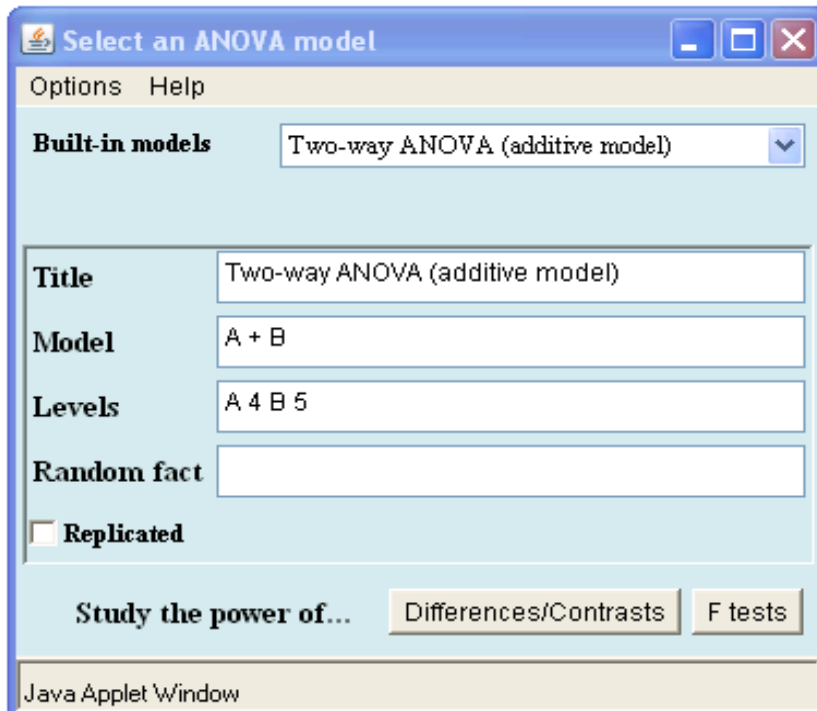 Select an ANOVA model
Options Help
Built-in models Two-way ANOVA (additive model)
Title Two-way ANOVA (additive model)
Model A + B
Levels A 4 B 5
Random fact
Replicated
Study the power of... Differences/Contrasts F tests
Java Applet Window